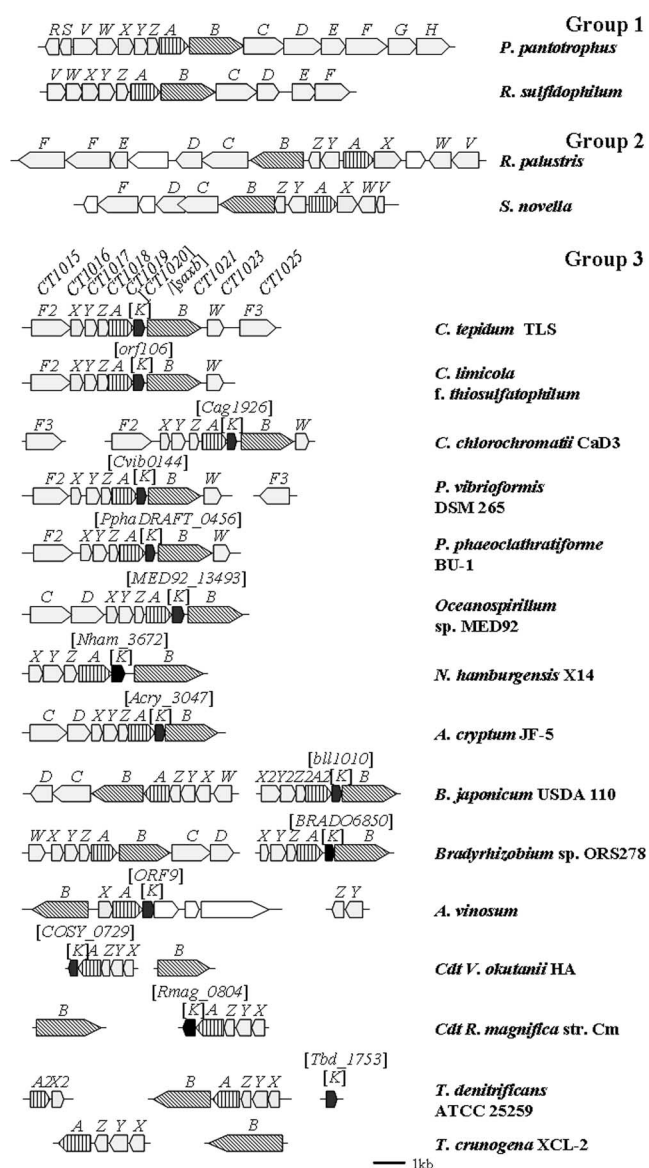 Group 1
R S V W X Y Z A B C D E F G H
P. pantotrophus
V W X Y Z A B C D E F
R. sulfidophilum
Group 2
F F E D C B Z Y A X W V
R. palustris
F D C B Z Y A X W V
S. novella
Group 3
CT1015 CT1016 CT1017 CT1018 CT1019 [CT1020] /[saxb] CT1021 CT1023 CT1025
F2 X Y Z A [K] B W F3
C. tepidum TLS
[orf106]
F2 X Y Z A [K] B W
C. limicola
f. thiosulfatophilum
[Cag1926]
F3 F2 X Y Z A [K] B W
C. chlorochromatii CaD3
[Cvib0144]
F2 X Y Z A [K] B W F3
P. vibrioformis
DSM 265
[PphaDRAFT_0456]
F2 X Y Z A [K] B W
P. phaeoclathratiforme
BU-1
[MED92_13493]
C D X Y Z A [K] B
Oceanospirillum
sp. MED92
[Nham_3672]
X Y Z A [K] B
N. hamburgensis X14
[Acry_3047]
C D X Y Z A [K] B
A. cryptum JF-5
[bll1010]
D C B A Z Y X W X2 Y2 Z2 A2 [K] B
B. japonicum USDA 110
[BRADO6850]
W X Y Z A B C D X Y Z A [K] B
Bradyrhizobium sp. ORS278
[ORF9]
B X A [K] Z Y
A. vinosum
[COSY_0729]
[K] A Z Y X B
Cdt V. okutanii HA
[Rmag_0804]
B [K] A Z Y X
Cdt R. magnifica str. Cm
[Tbd_1753]
A2 X2 B A Z Y X [K]
T. denitrificans
ATCC 25259
A Z Y X B
T. crunogena XCL-2
1kb